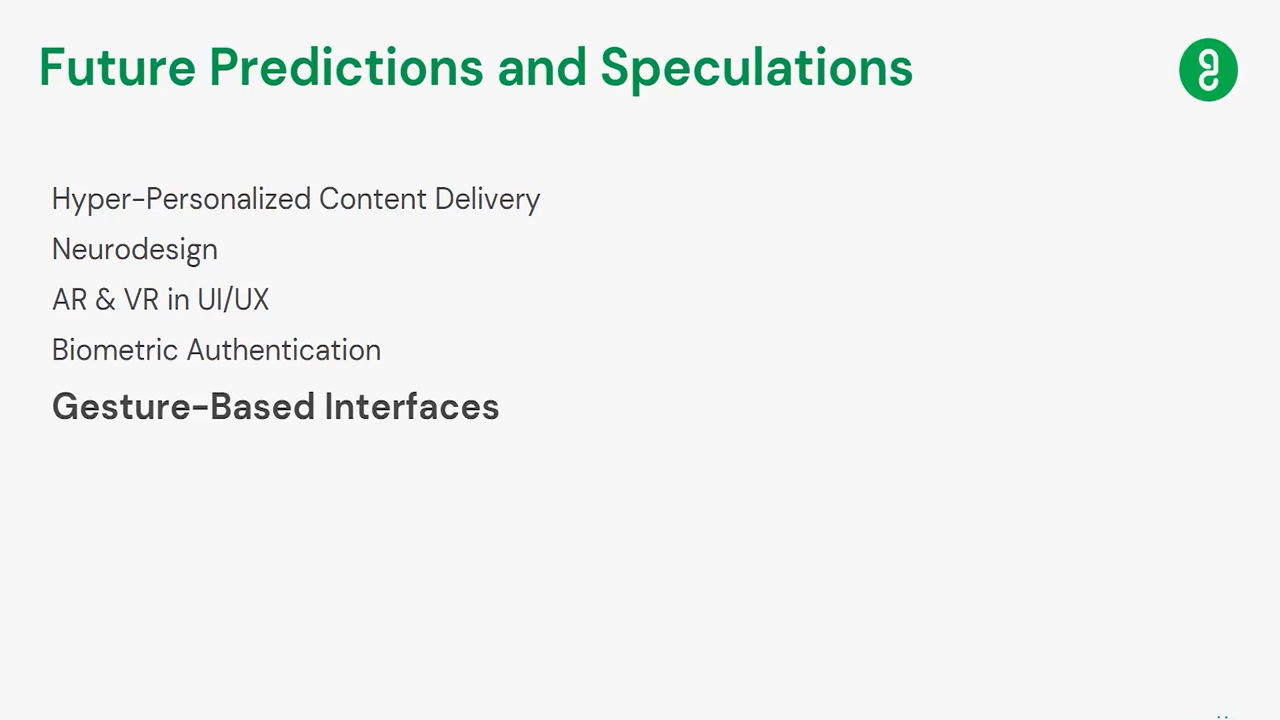 Future Predictions and Speculations
Hyper-Personalized Content Delivery
Neurodesign
AR & VR in UI/UX
Biometric Authentication
Gesture-Based Interfaces